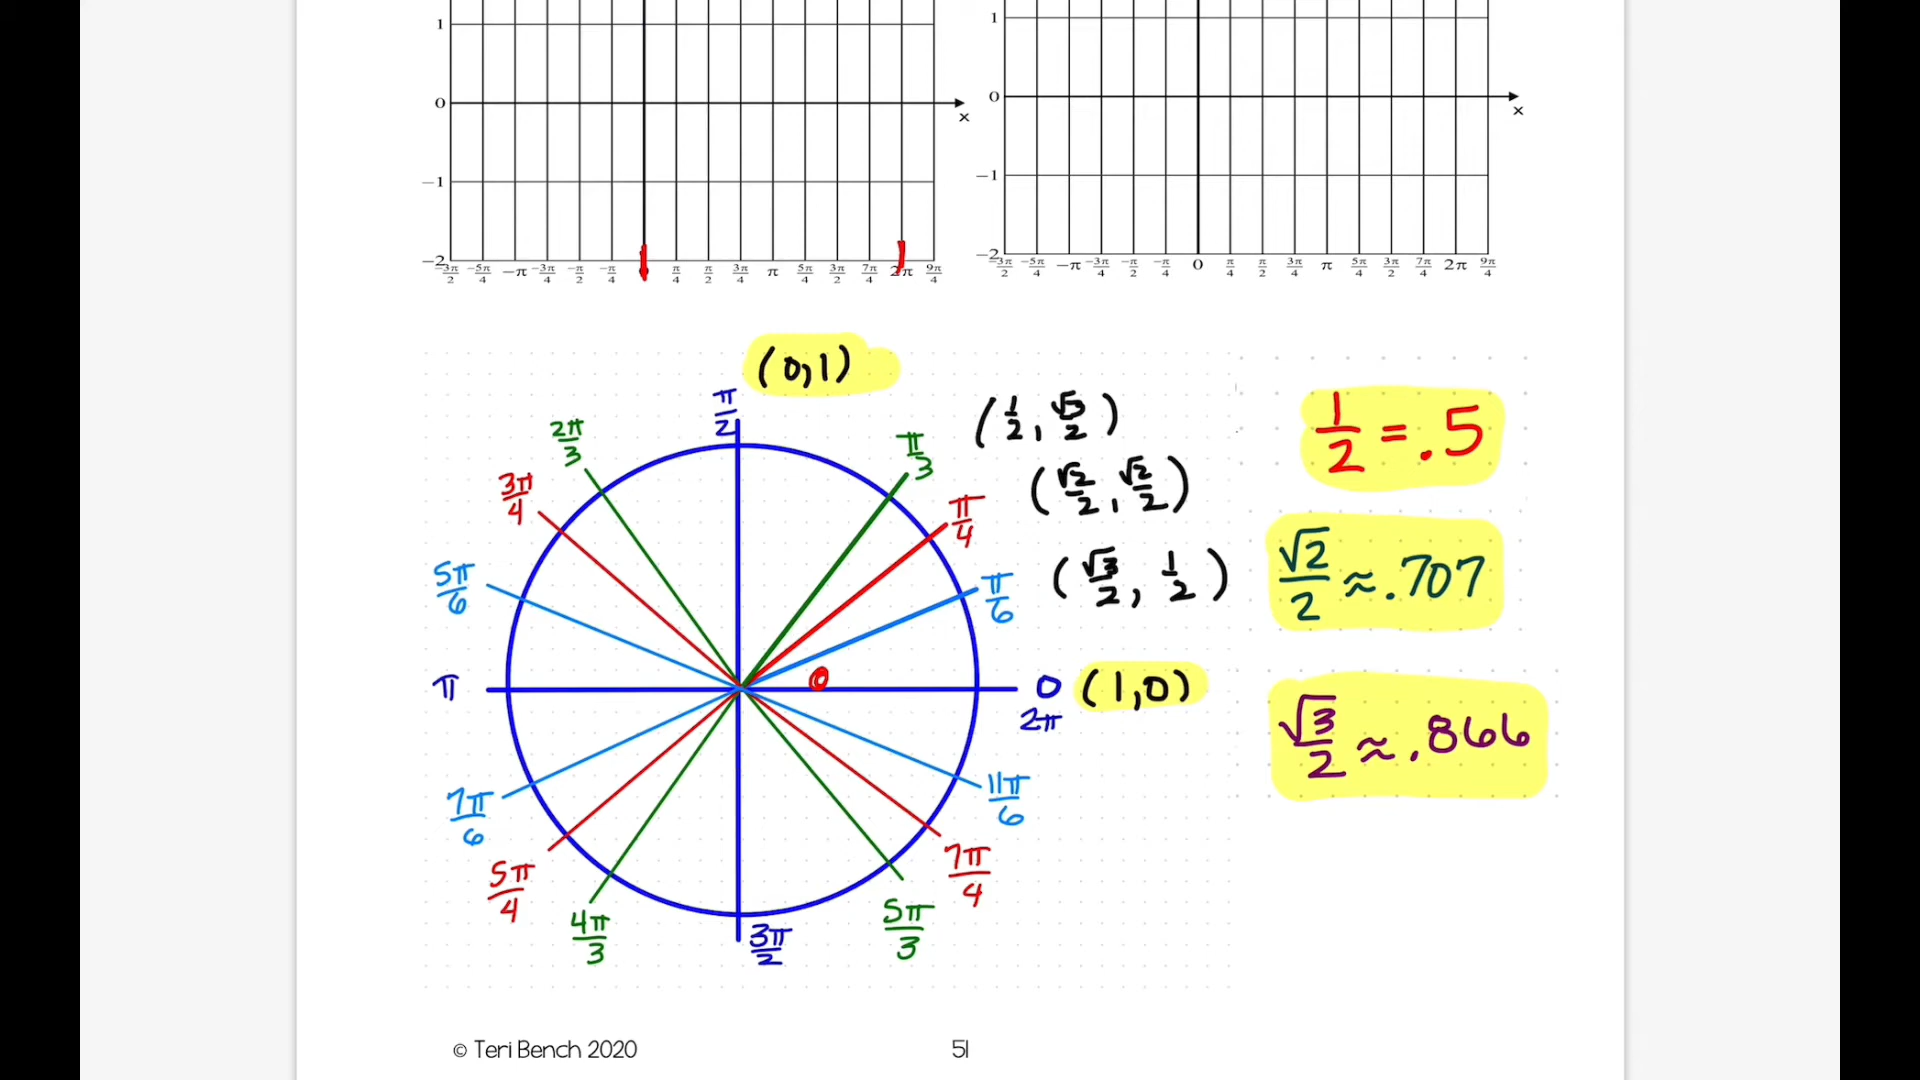 1 1
0 x 0 x
−1 −1
−2 −2
−3π/2 −5π/4 −π −3π/4 −π/2 −π/4 π/4 π/2 3π/4 π 5π/4 3π/2 7π/4 2π 9π/4
−3π/2 −5π/4 −π −3π/4 −π/2 −π/4 0 π/4 π/2 3π/4 π 5π/4 3π/2 7π/4 2π 9π/4
(0,1)
π/2
2π/3 π/3 (1/2, √3/2) 1/2 = .5
3π/4 π/4 (√2/2, √2/2)
5π/6 π/6 (√3/2, 1/2) √2/2 ≈ .707
π 0 (1,0)
2π √3/2 ≈ .866
7π/6 11π/6
5π/4 7π/4
4π/3 3π/2 5π/3
© Teri Bench 2020 51